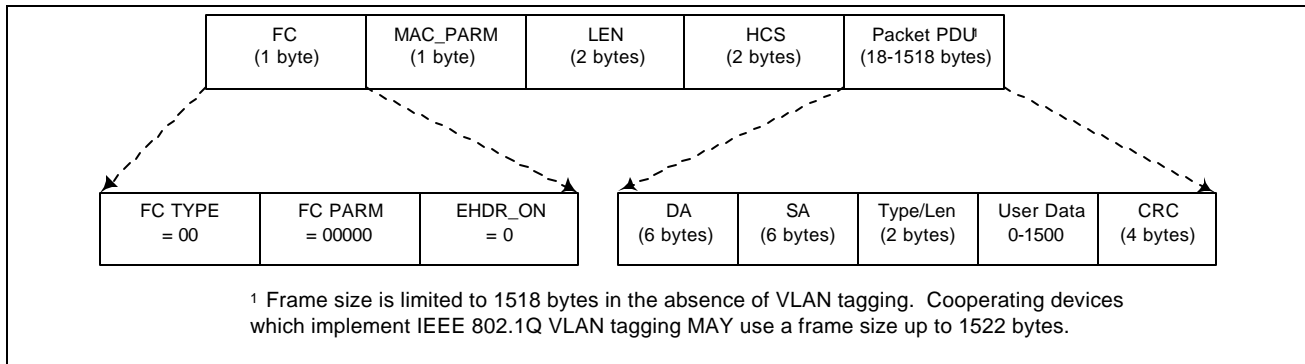 FC
(1 byte)
MAC_PARM
(1 byte)
LEN
(2 bytes)
HCS
(2 bytes)
Packet PDU¹
(18-1518 bytes)
FC TYPE
= 00
FC PARM
= 00000
EHDR_ON
= 0
DA
(6 bytes)
SA
(6 bytes)
Type/Len
(2 bytes)
User Data
0-1500
CRC
(4 bytes)
¹ Frame size is limited to 1518 bytes in the absence of VLAN tagging. Cooperating devices
which implement IEEE 802.1Q VLAN tagging MAY use a frame size up to 1522 bytes.